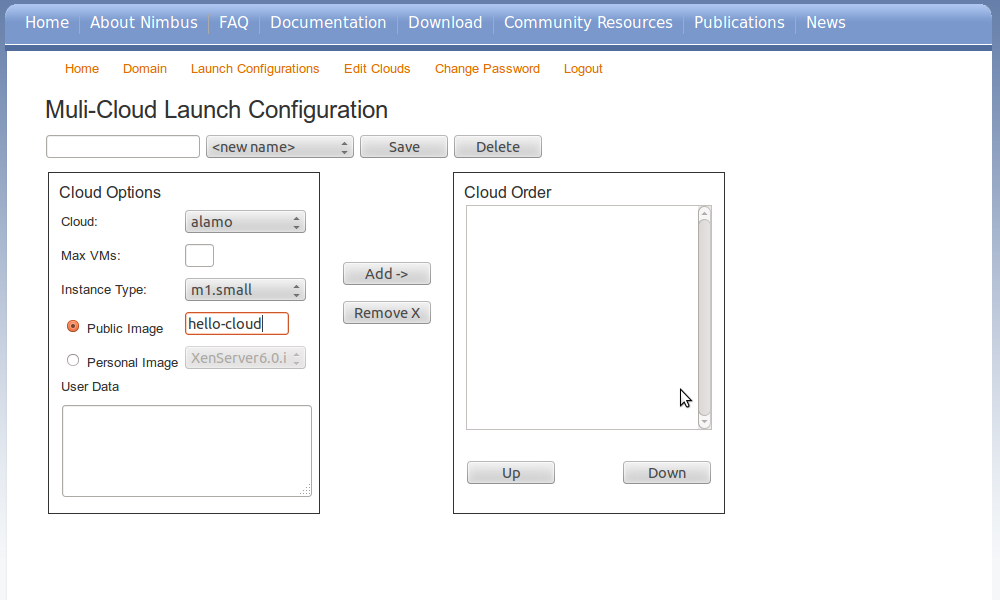 Home About Nimbus FAQ Documentation Download Community Resources Publications News
Home Domain Launch Configurations Edit Clouds Change Password Logout
Muli-Cloud Launch Configuration
<new name> Save Delete
Cloud Options
Cloud: alamo
Max VMs:
Instance Type: m1.small
Public Image hello-cloud
Personal Image XenServer6.0.i
User Data
Add ->
Remove X
Cloud Order
Up Down